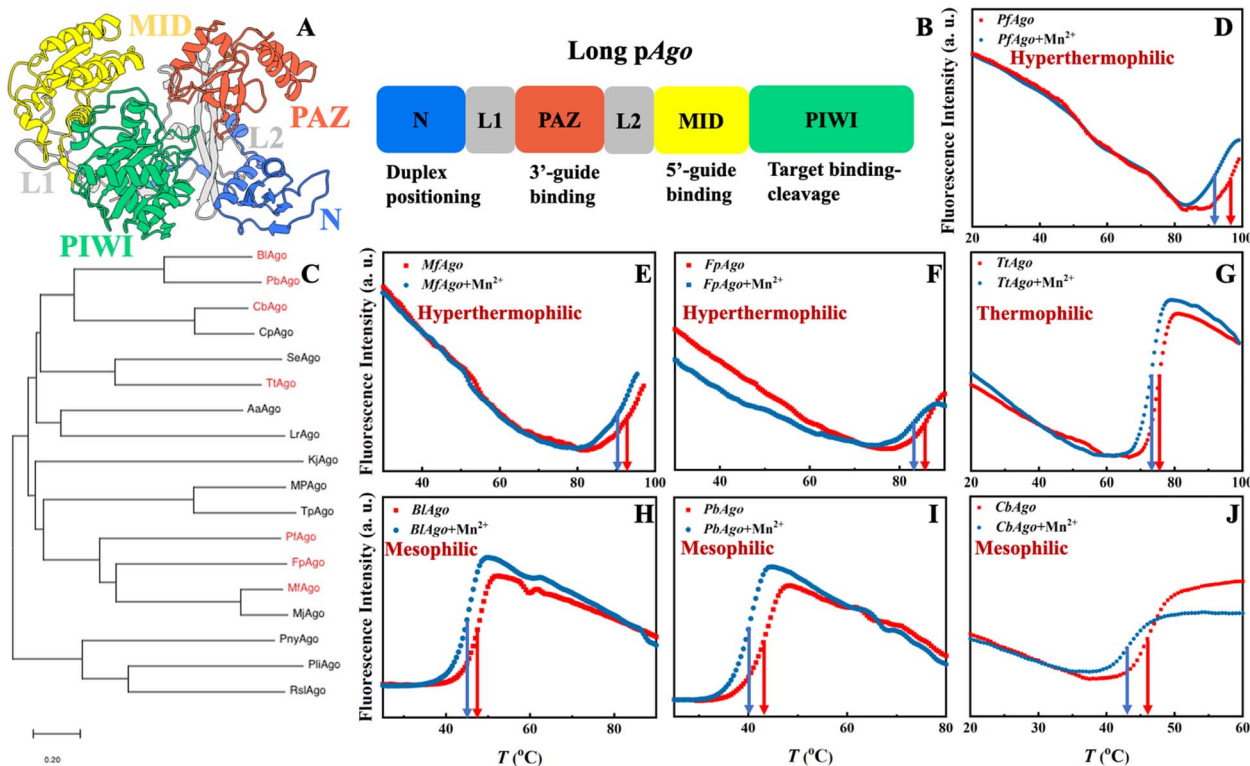 A
MID
PAZ
L2
L1
N
PIWI
B
Long pAgo
N
L1
PAZ
L2
MID
PIWI
Duplex
positioning
3'-guide
binding
5'-guide
binding
Target binding-
cleavage
C
BlAgo
PbAgo
CbAgo
CpAgo
SeAgo
TtAgo
AaAgo
LrAgo
KjAgo
MPAgo
TpAgo
PfAgo
FpAgo
MfAgo
MjAgo
PnyAgo
PliAgo
RslAgo
0.20
D
PfAgo
PfAgo+Mn2+
Hyperthermophilic
Fluorescence Intensity (a. u.)
20 40 60 80 100
E
MfAgo
MfAgo+Mn2+
Hyperthermophilic
Fluorescence Intensity (a. u.)
40 60 80 100
F
FpAgo
FpAgo+Mn2+
Hyperthermophilic
40 60 80
G
TtAgo
TtAgo+Mn2+
Thermophilic
20 40 60 80 100
H
BlAgo
BlAgo+Mn2+
Mesophilic
Fluorescence Intensity (a. u.)
40 60 80 90
T (°C)
I
PbAgo
PbAgo+Mn2+
Mesophilic
40 60 80
T (°C)
J
CbAgo
CbAgo+Mn2+
Mesophilic
20 30 40 50 60
T (°C)